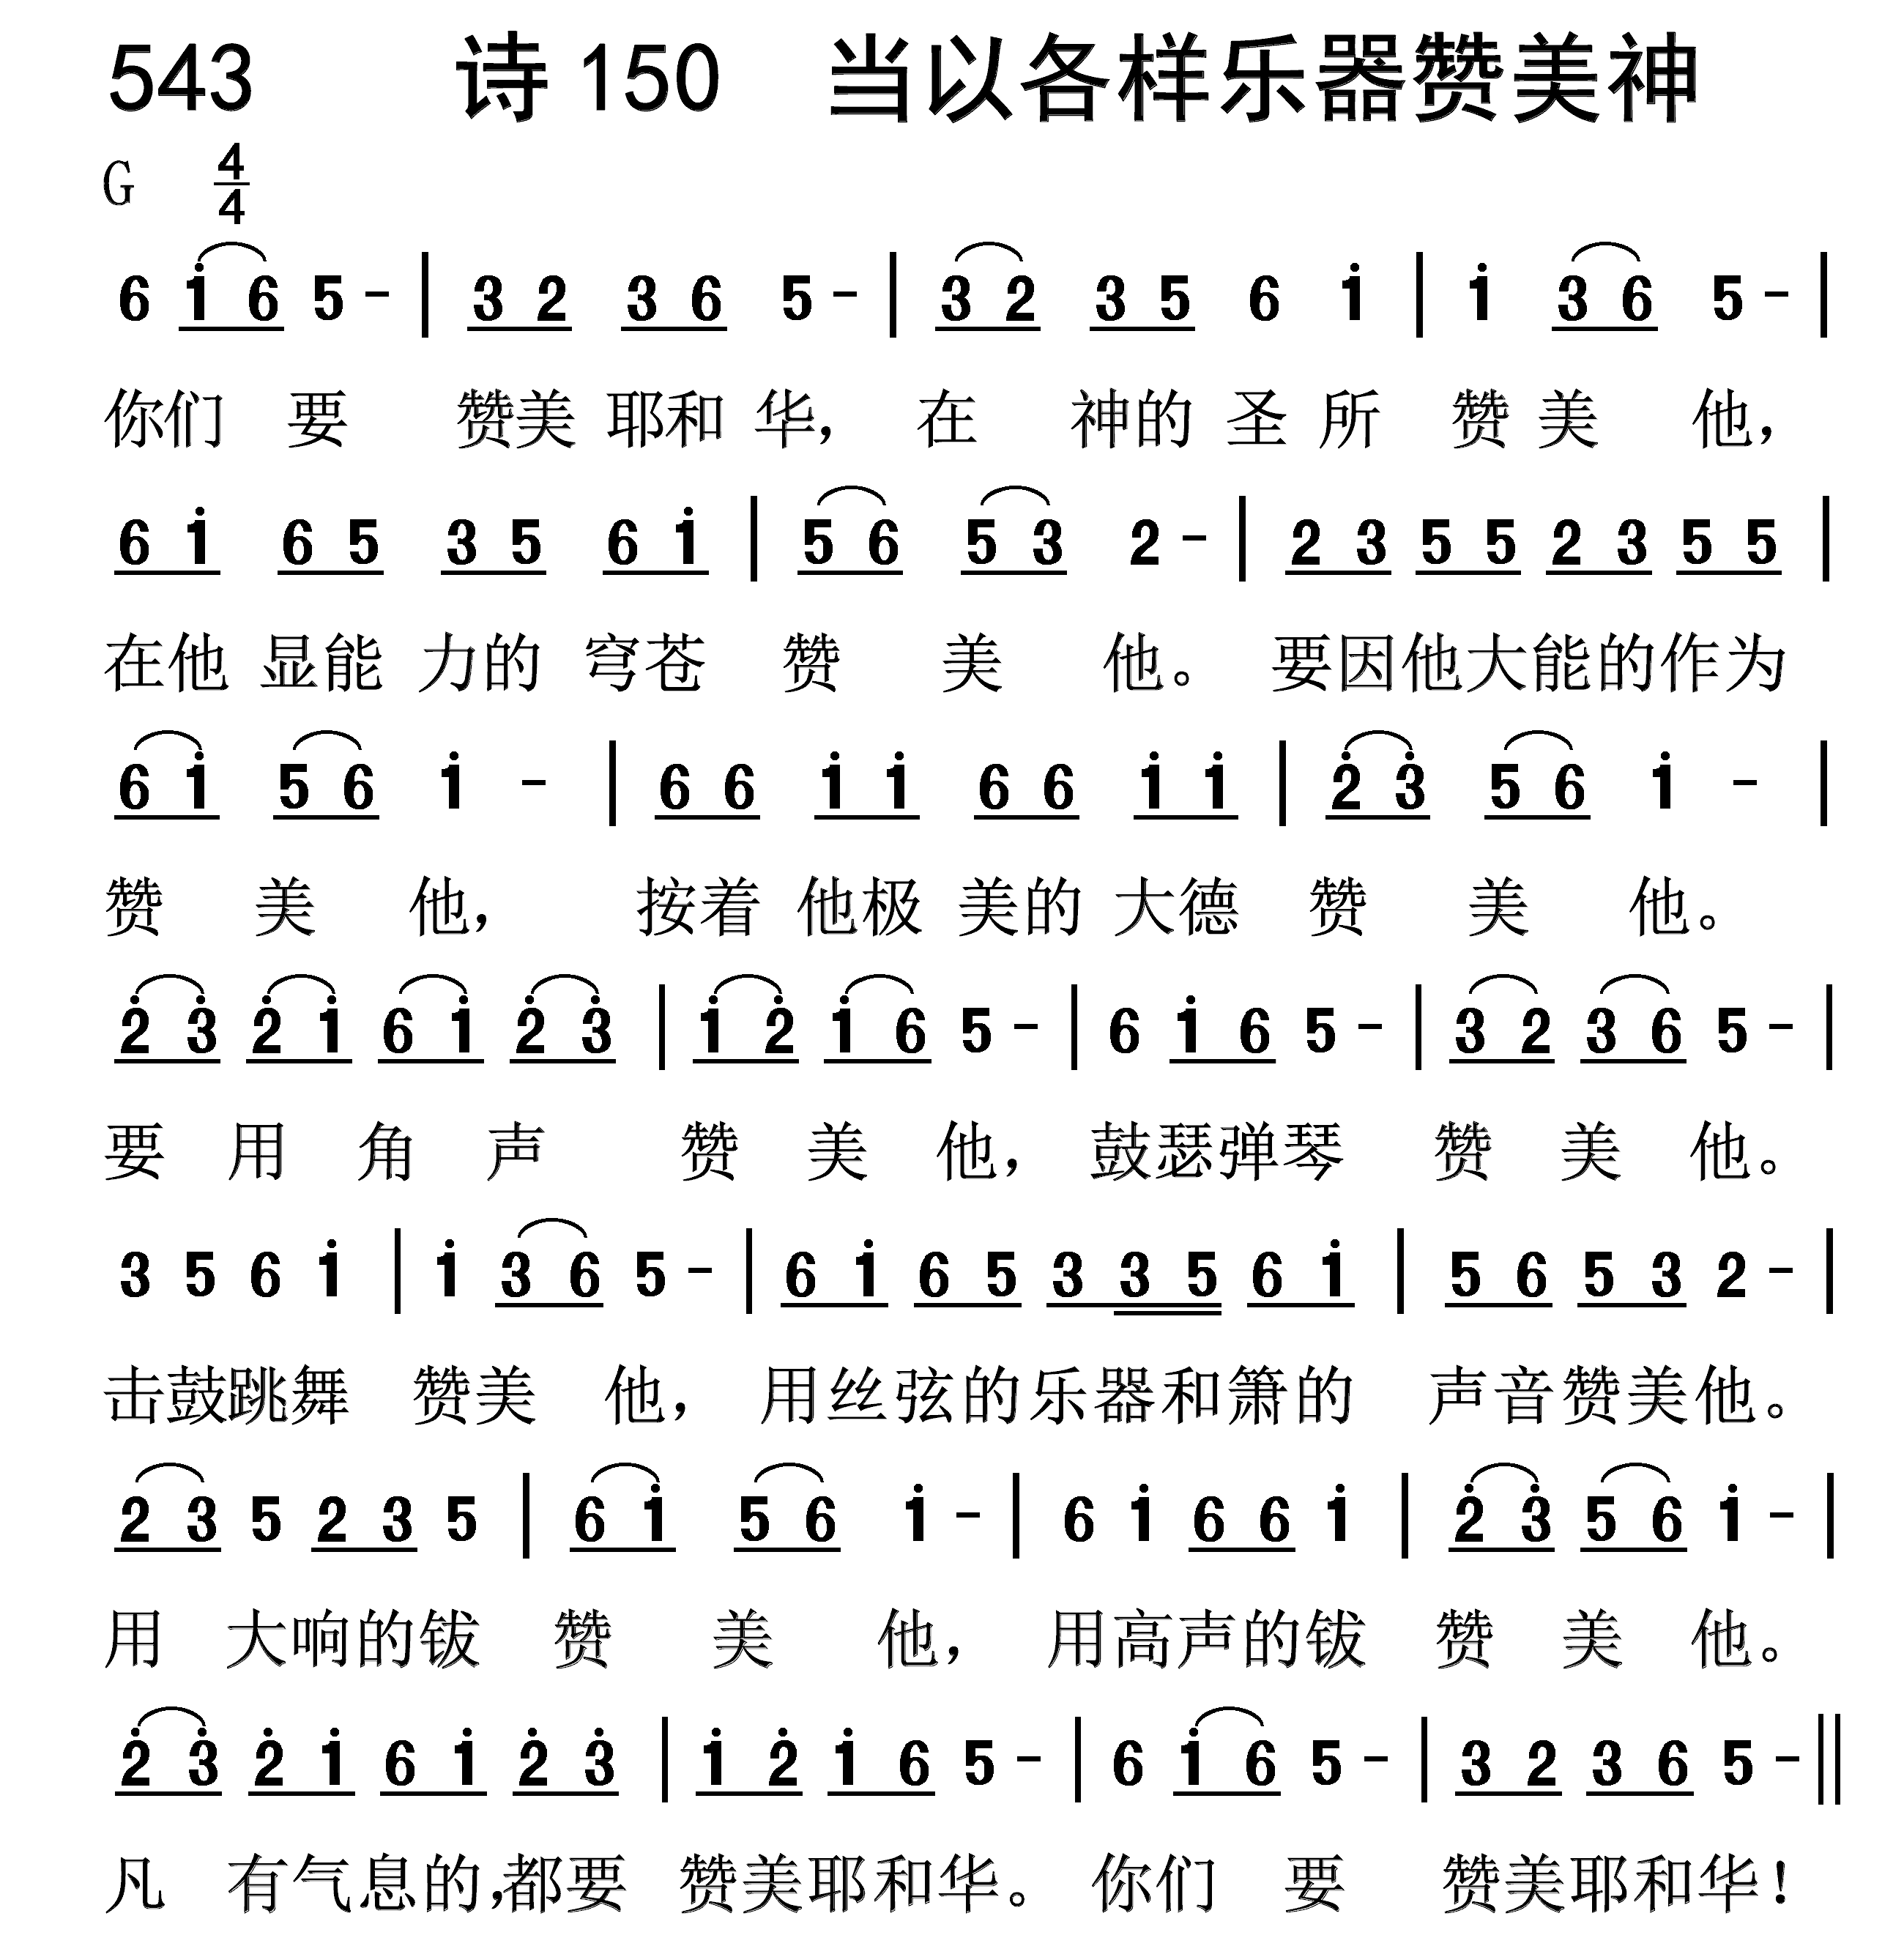 543 诗 150 当以各样乐器赞美神
G 4/4
6 i 6 5 - | 3 2 3 6 5 - | 3 2 3 5 6 i | i 3 6 5 - |
你们 要 赞美 耶和 华, 在 神的 圣 所 赞 美 他,
6 i 6 5 3 5 6 i | 5 6 5 3 2 - | 2 3 5 5 2 3 5 5 |
在他 显能 力的 穹苍 赞 美 他。 要因他大能的作为
6 i 5 6 i - | 6 6 i i 6 6 i i | 2̇ 3̇ 5 6 i - |
赞 美 他, 按着 他极 美的 大德 赞 美 他。
2̇ 3̇ 2̇ i 6 i 2̇ 3̇ | i 2̇ i 6 5 - | 6 i 6 5 - | 3 2 3 6 5 - |
要 用 角 声 赞 美 他, 鼓瑟弹琴 赞 美 他。
3 5 6 i | i 3 6 5 - | 6 i 6 5 3 3 5 6 i | 5 6 5 3 2 - |
击鼓跳舞 赞美 他, 用丝弦的乐器和箫的 声音赞美他。
2 3 5 2 3 5 | 6 i 5 6 i - | 6 i 6 6 i | 2̇ 3̇ 5 6 i - |
用 大响的钹 赞 美 他, 用高声的钹 赞 美 他。
2̇ 3̇ 2̇ i 6 i 2̇ 3̇ | i 2̇ i 6 5 - | 6 i 6 5 - | 3 2 3 6 5 - ||
凡 有气息的,都要 赞美耶和华。 你们 要 赞美耶和华!